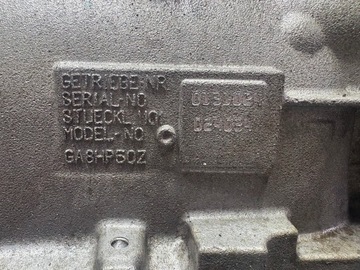 GETRIEBE-NR.
SERIAL-NO.
STUECKL.NO.
MODEL-NO.
GA8HP50Z